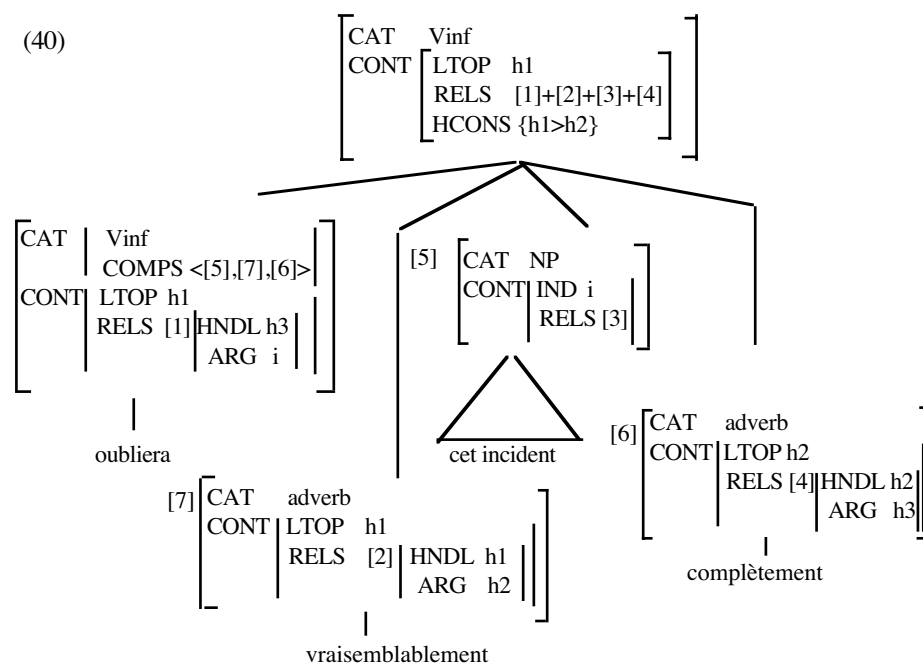 (40)
CAT Vinf
CONT LTOP h1
RELS [1]+[2]+[3]+[4]
HCONS {h1>h2}
CAT Vinf
COMPS <[5],[7],[6]>
CONT LTOP h1
RELS [1] HNDL h3
ARG i
oubliera
[5] CAT NP
CONT IND i
RELS [3]
cet incident
[6] CAT adverb
CONT LTOP h2
RELS [4] HNDL h2
ARG h3
complètement
[7] CAT adverb
CONT LTOP h1
RELS [2] HNDL h1
ARG h2
vraisemblablement